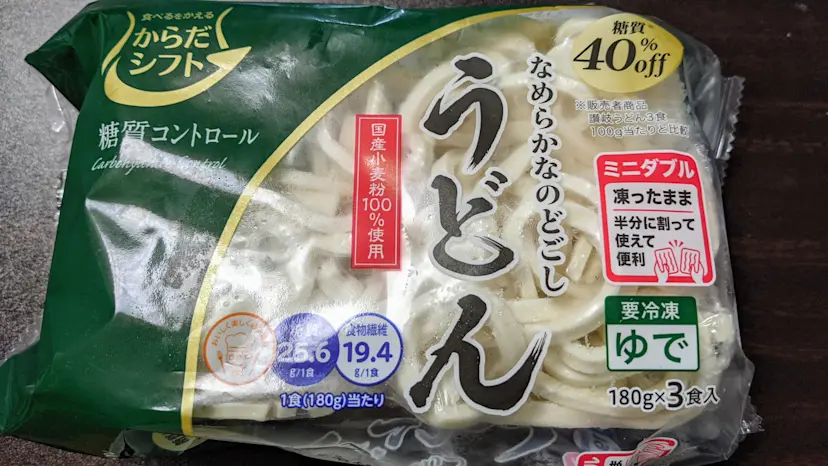 食べるをかえる
からだ
シフト
糖質コントロール
Carbohydrate Control
糖質※
40%off
※販売者商品
讃岐うどん3食
100g当たりと比較
なめらかなのどごし
うどん
国産小麦粉
100%使用
ミニダブル
凍ったまま
半分に割って
使えて
便利
要冷凍
ゆで
180g×3食入
糖質
25.6
g/1食
食物繊維
19.4
g/1食
1食(180g)当たり